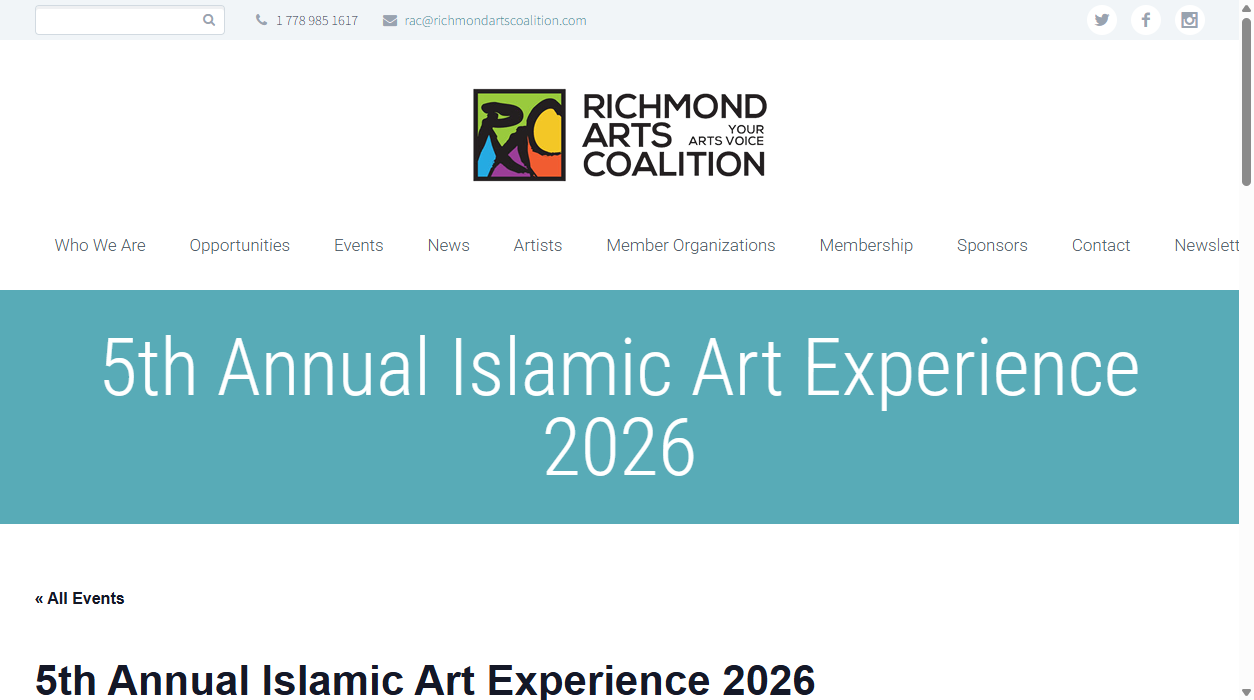 1 778 985 1617
rac@richmondartscoalition.com
RICHMOND
ARTS
YOUR
ARTS VOICE
COALITION
Who We Are
Opportunities
Events
News
Artists
Member Organizations
Membership
Sponsors
Contact
Newslett
5th Annual Islamic Art Experience
2026
« All Events
5th Annual Islamic Art Experience 2026